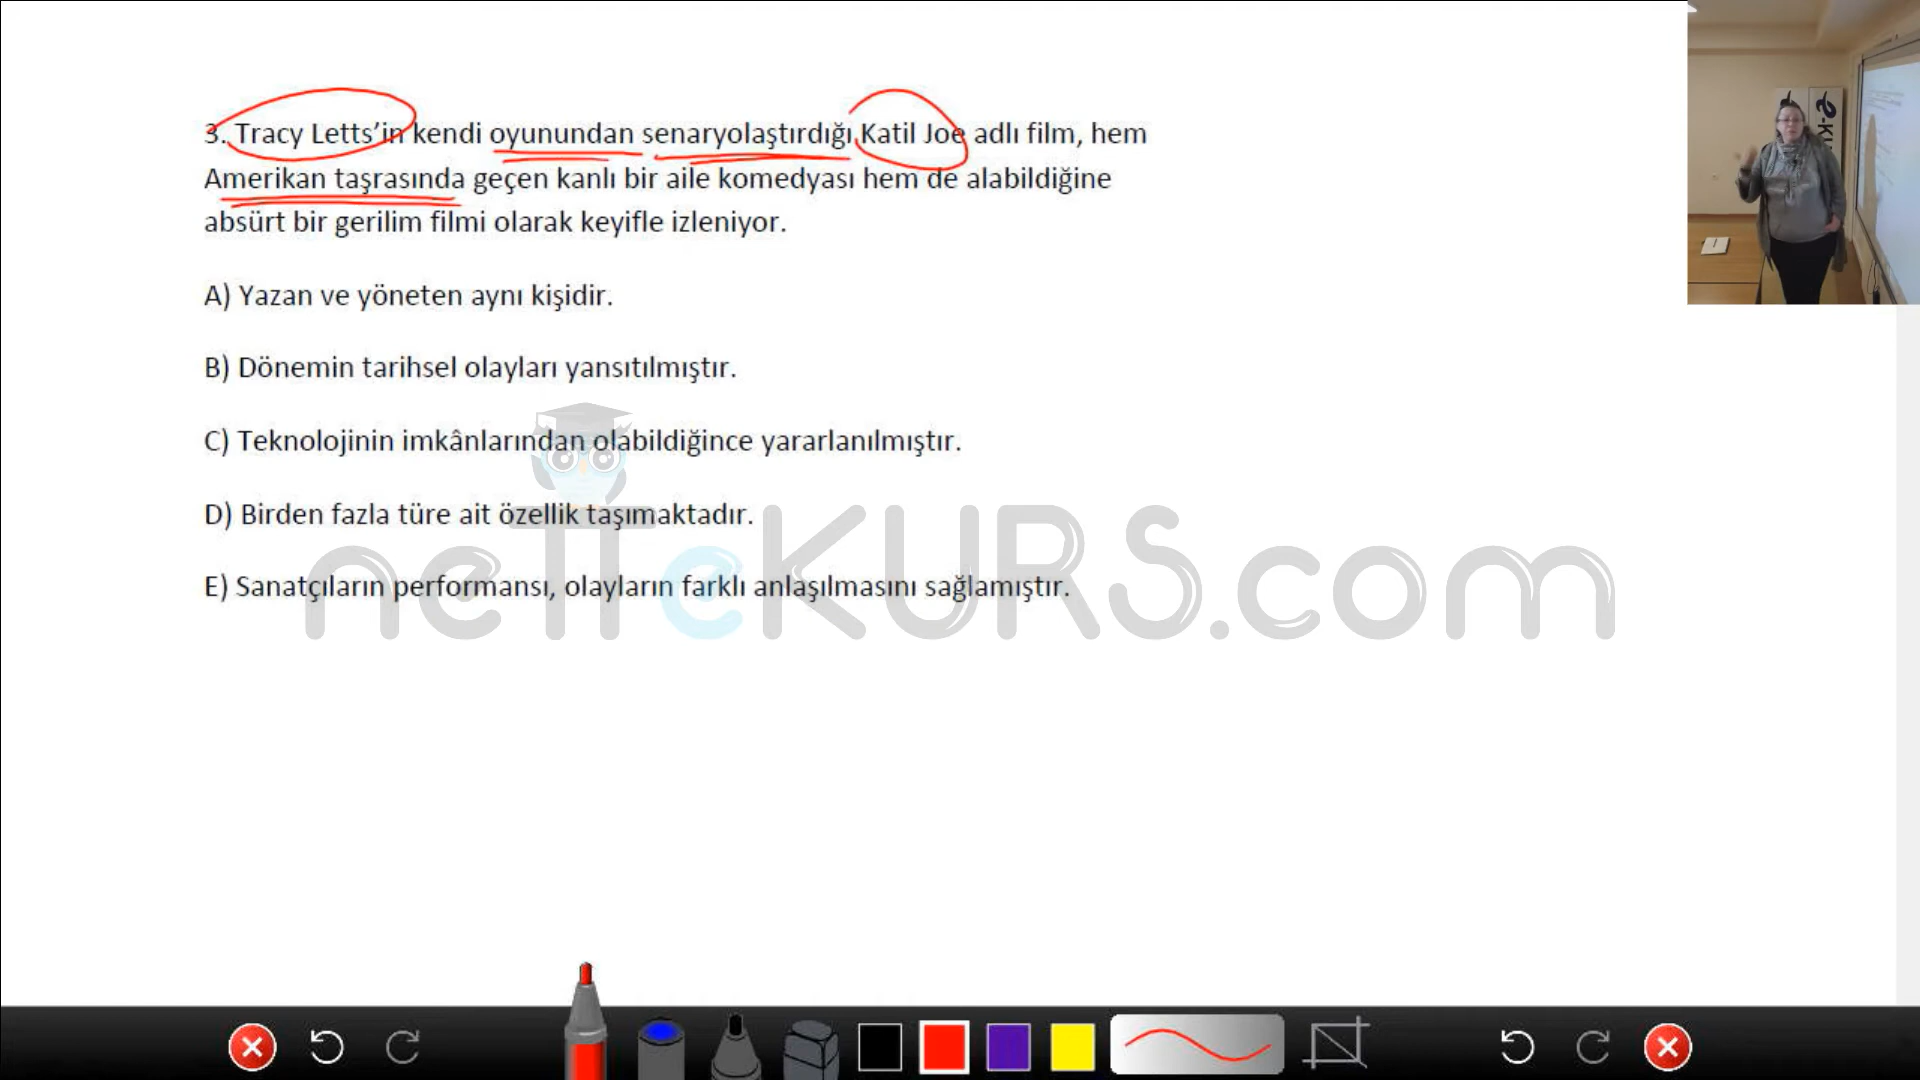 3. Tracy Letts'in kendi oyunundan senaryolaştırdığı Katil Joe adlı film, hem
Amerikan taşrasında geçen kanlı bir aile komedyası hem de alabildiğine
absürt bir gerilim filmi olarak keyifle izleniyor.
A) Yazan ve yöneten aynı kişidir.
B) Dönemin tarihsel olayları yansıtılmıştır.
C) Teknolojinin imkânlarından olabildiğince yararlanılmıştır.
D) Birden fazla türe ait özellik taşımaktadır.
E) Sanatçıların performansı, olayların farklı anlaşılmasını sağlamıştır.
netteKURS.com